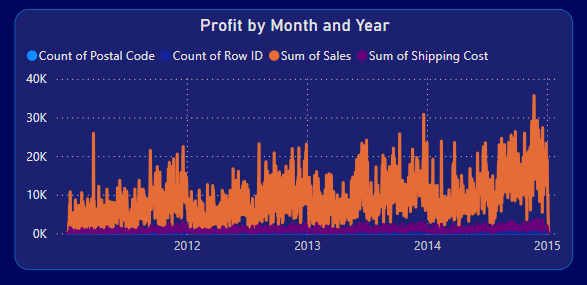 Profit by Month and Year
Count of Postal Code Count of Row ID Sum of Sales Sum of Shipping Cost
40K
30K
20K
10K
0K
2012 2013 2014 2015